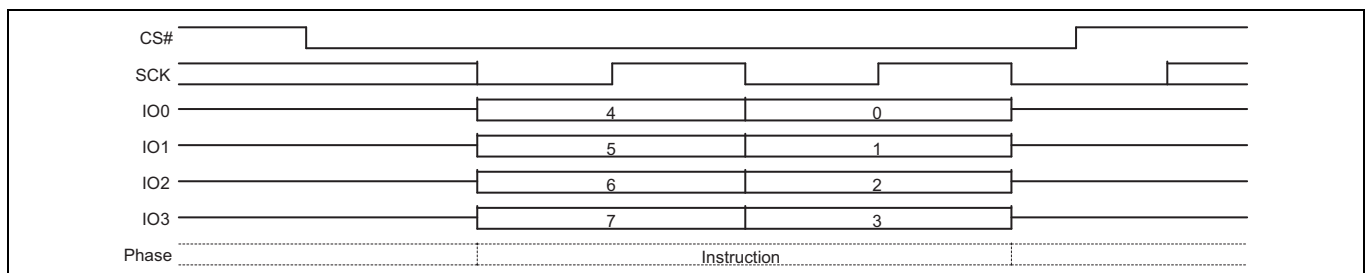 CS#
SCK
IO0 4 0
IO1 5 1
IO2 6 2
IO3 7 3
Phase Instruction